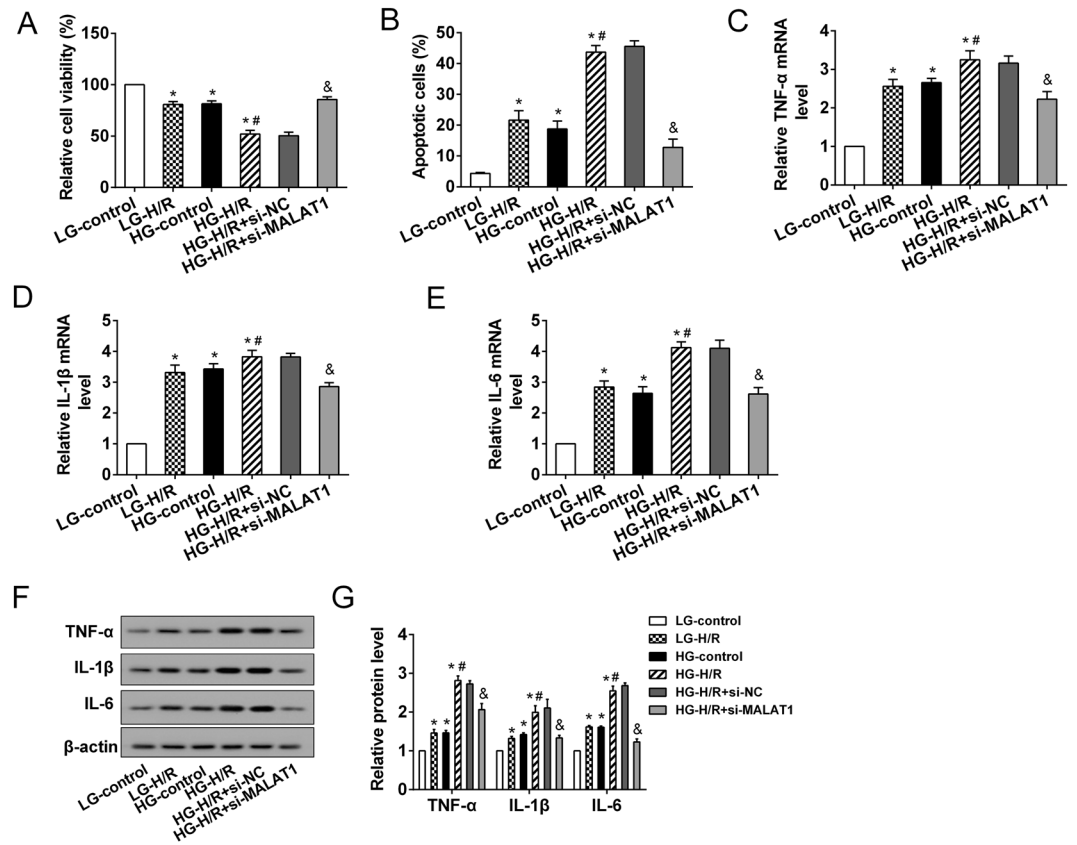 A
Relative cell viability (%)
150
100
50
0
*
*
* #
&
LG-control
LG-H/R
HG-control
HG-H/R
HG-H/R+si-NC
HG-H/R+si-MALAT1
B
Apoptotic cells (%)
50
40
30
20
10
0
*
*
* #
&
LG-control
LG-H/R
HG-control
HG-H/R
HG-H/R+si-NC
HG-H/R+si-MALAT1
C
Relative TNF-α mRNA
level
4
3
2
1
0
*
*
* #
&
LG-control
LG-H/R
HG-control
HG-H/R
HG-H/R+si-NC
HG-H/R+si-MALAT1
D
Relative IL-1β mRNA
level
5
4
3
2
1
0
*
*
* #
&
LG-control
LG-H/R
HG-control
HG-H/R
HG-H/R+si-NC
HG-H/R+si-MALAT1
E
Relative IL-6 mRNA
level
5
4
3
2
1
0
*
*
* #
&
LG-control
LG-H/R
HG-control
HG-H/R
HG-H/R+si-NC
HG-H/R+si-MALAT1
F
TNF-α
IL-1β
IL-6
β-actin
LG-control
LG-H/R
HG-control
HG-H/R
HG-H/R+si-NC
HG-H/R+si-MALAT1
G
Relative protein level
4
3
2
1
0
* * * # &
* * * # &
* * * # &
TNF-α IL-1β IL-6
LG-control
LG-H/R
HG-control
HG-H/R
HG-H/R+si-NC
HG-H/R+si-MALAT1